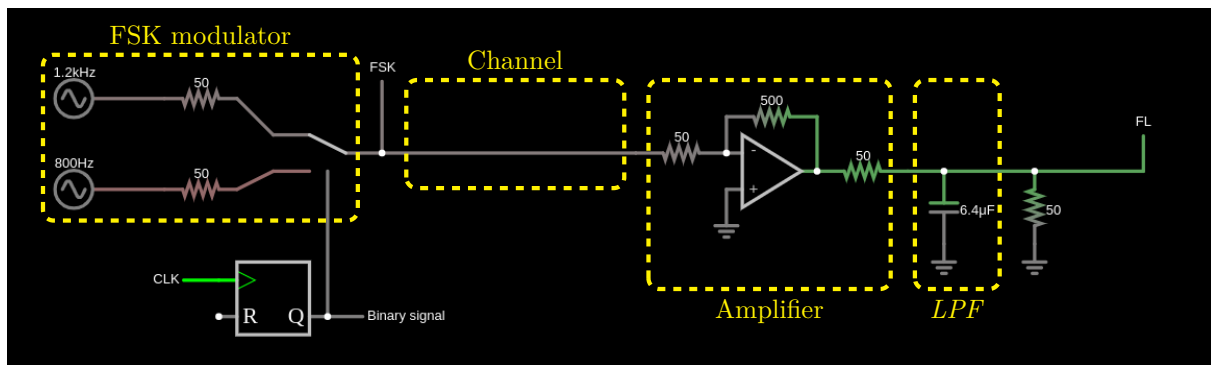 FSK modulator
Channel
1.2kHz
50
FSK
500
50
FL
800Hz
50
50
-
+
6.4μF
50
CLK
R
Q
Binary signal
Amplifier
LPF